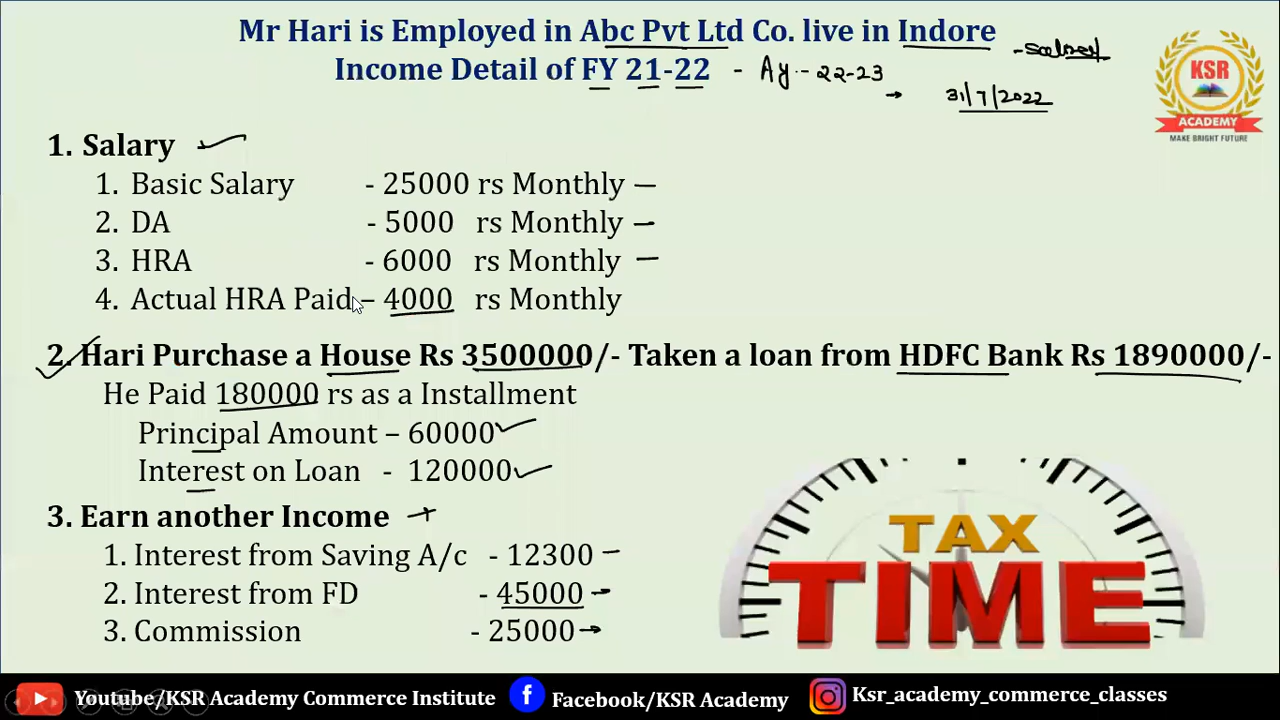 Mr Hari is Employed in Abc Pvt Ltd Co. live in Indore
- Salary
Income Detail of FY 21-22 - Ay - 22-23
31/7/2022
KSR
ACADEMY
MAKE BRIGHT FUTURE
1. Salary
1. Basic Salary - 25000 rs Monthly
2. DA - 5000 rs Monthly
3. HRA - 6000 rs Monthly
4. Actual HRA Paid – 4000 rs Monthly
2. Hari Purchase a House Rs 3500000/- Taken a loan from HDFC Bank Rs 1890000/-
He Paid 180000 rs as a Installment
Principal Amount – 60000
Interest on Loan - 120000
3. Earn another Income
1. Interest from Saving A/c - 12300
2. Interest from FD - 45000
3. Commission - 25000
TAX
TIME
Youtube/KSR Academy Commerce Institute
Facebook/KSR Academy
Ksr_academy_commerce_classes